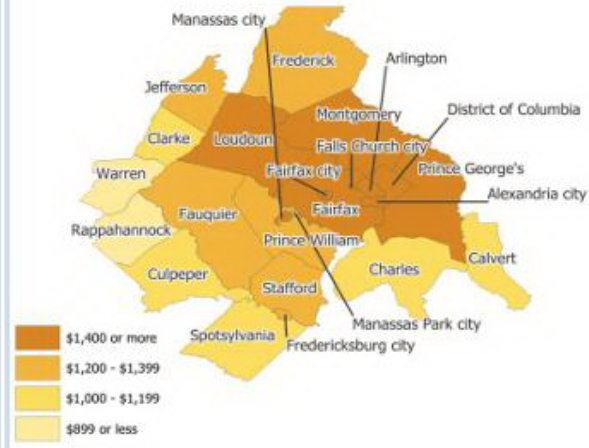 Manassas city
Frederick
Arlington
Jefferson
Montgomery
District of Columbia
Clarke
Loudoun
Falls Church city
Prince George's
Warren
Fairfax city
Alexandria city
Fauquier
Fairfax
Rappahannock
Prince William
Culpeper
Charles
Calvert
Stafford
Manassas Park city
Spotsylvania
Fredericksburg city
$1,400 or more
$1,200 - $1,399
$1,000 - $1,199
$899 or less